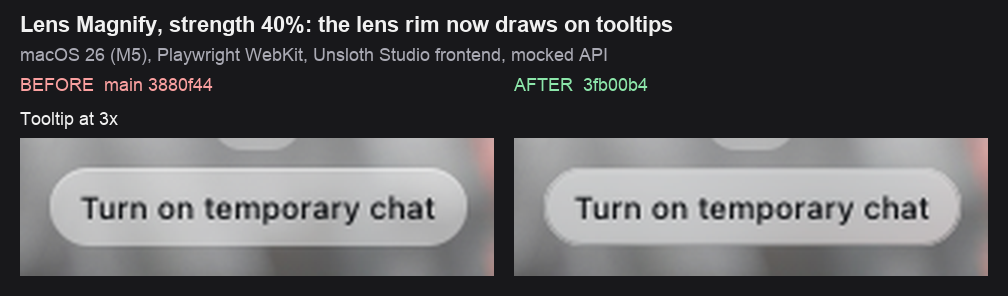 Lens Magnify, strength 40%: the lens rim now draws on tooltips
macOS 26 (M5), Playwright WebKit, Unsloth Studio frontend, mocked API
BEFORE main 3880f44
AFTER 3fb00b4
Tooltip at 3x
Turn on temporary chat
Turn on temporary chat